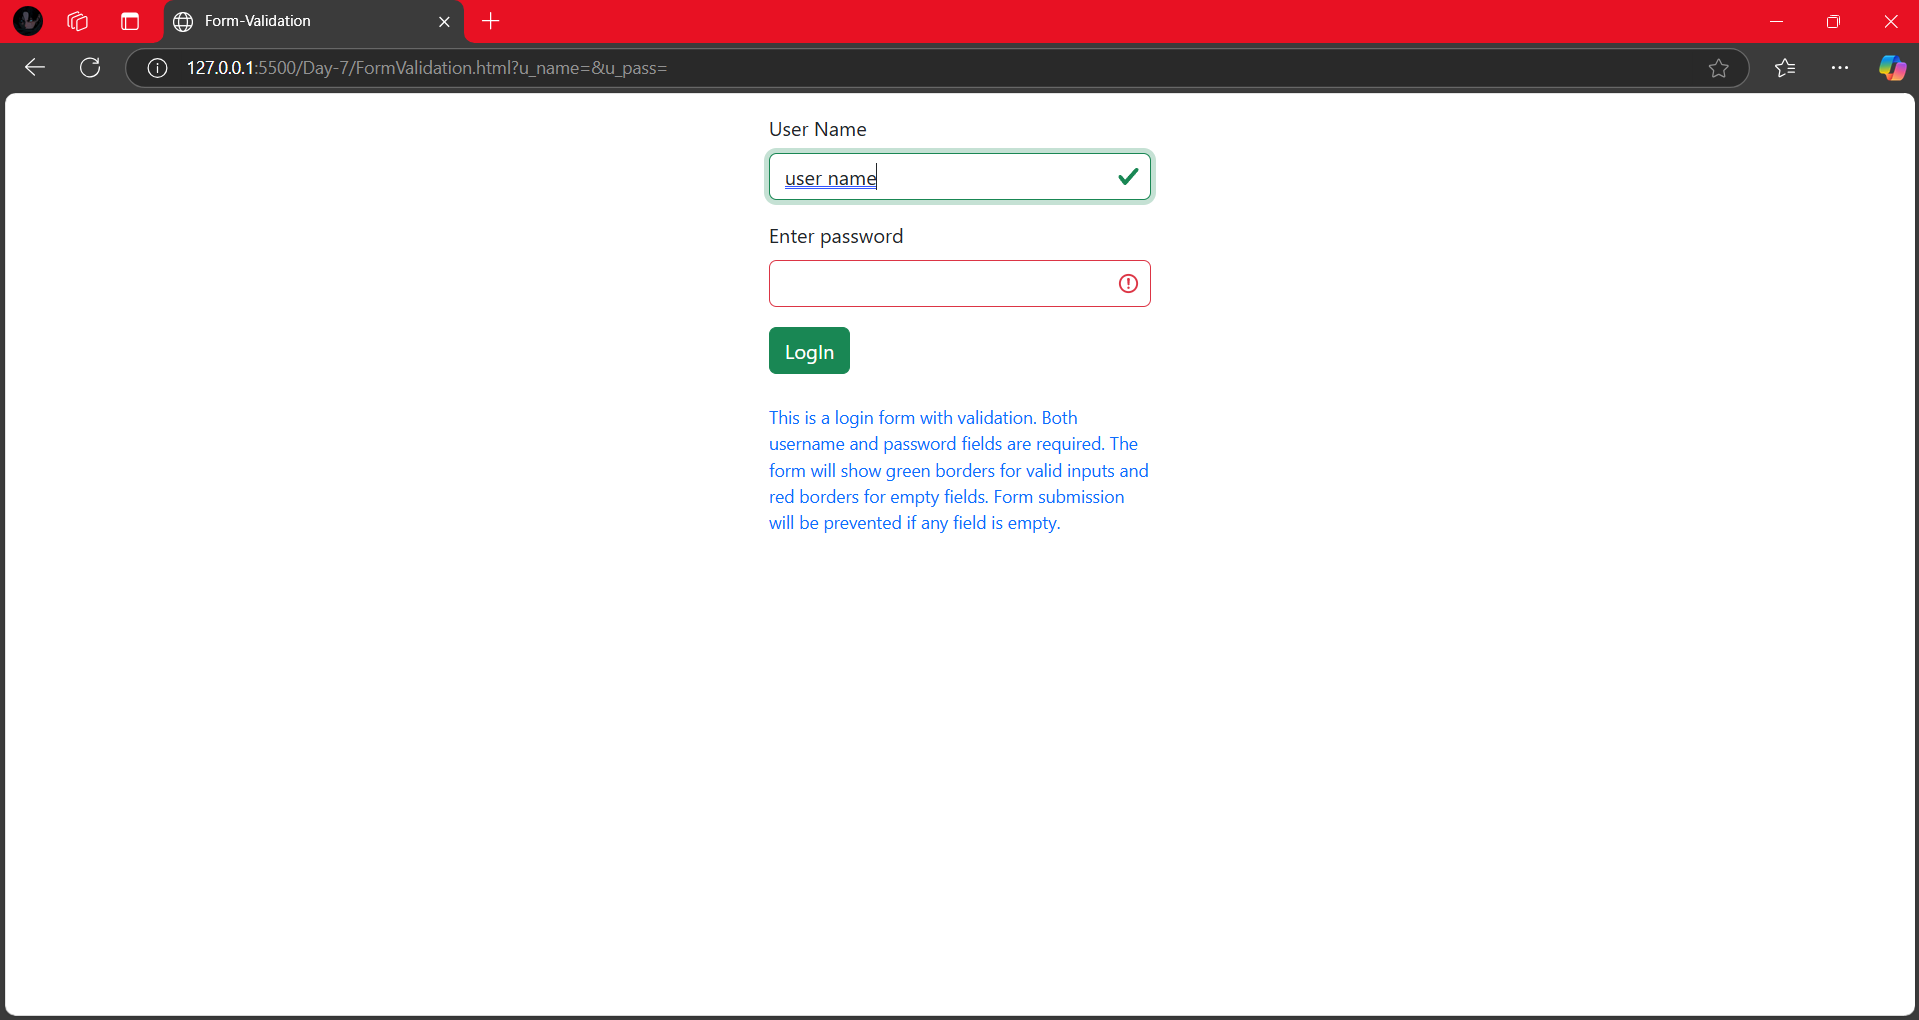 Form-Validation
127.0.0.1:5500/Day-7/FormValidation.html?u_name=&u_pass=
User Name
user name
Enter password
LogIn
This is a login form with validation. Both
username and password fields are required. The
form will show green borders for valid inputs and
red borders for empty fields. Form submission
will be prevented if any field is empty.